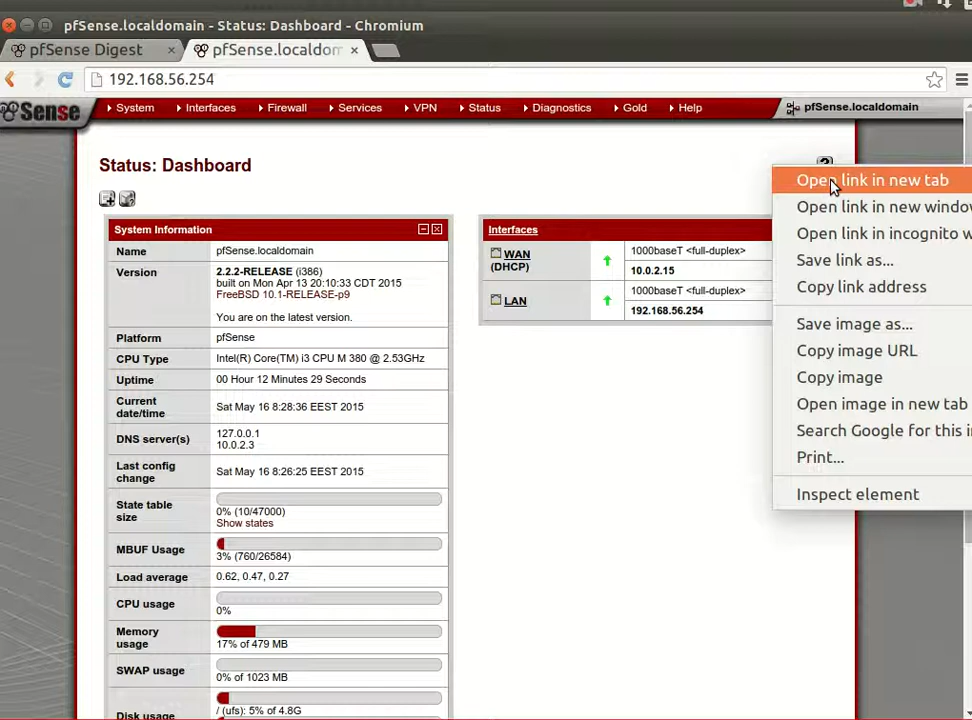 pfSense.localdomain - Status: Dashboard - Chromium
pfSense Digest
pfSense.localdom
192.168.56.254
Sense
System
Interfaces
Firewall
Services
VPN
Status
Diagnostics
Gold
Help
pfSense.localdomain
Status: Dashboard
?
System Information
Name
pfSense.localdomain
Version
2.2.2-RELEASE (i386)
built on Mon Apr 13 20:10:33 CDT 2015
FreeBSD 10.1-RELEASE-p9
You are on the latest version.
Platform
pfSense
CPU Type
Intel(R) Core(TM) i3 CPU M 380 @ 2.53GHz
Uptime
00 Hour 12 Minutes 29 Seconds
Current
date/time
Sat May 16 8:28:36 EEST 2015
DNS server(s)
127.0.0.1
10.0.2.3
Last config
change
Sat May 16 8:26:25 EEST 2015
State table
size
0% (10/47000)
Show states
MBUF Usage
3% (760/26584)
Load average
0.62, 0.47, 0.27
CPU usage
0%
Memory
usage
17% of 479 MB
SWAP usage
0% of 1023 MB
Disk usage
/ (ufs): 5% of 4.8G
Interfaces
WAN
(DHCP)
1000baseT <full-duplex>
10.0.2.15
LAN
1000baseT <full-duplex>
192.168.56.254
Open link in new tab
Open link in new windo
Open link in incognito w
Save link as...
Copy link address
Save image as...
Copy image URL
Copy image
Open image in new tab
Search Google for this i
Print...
Inspect element